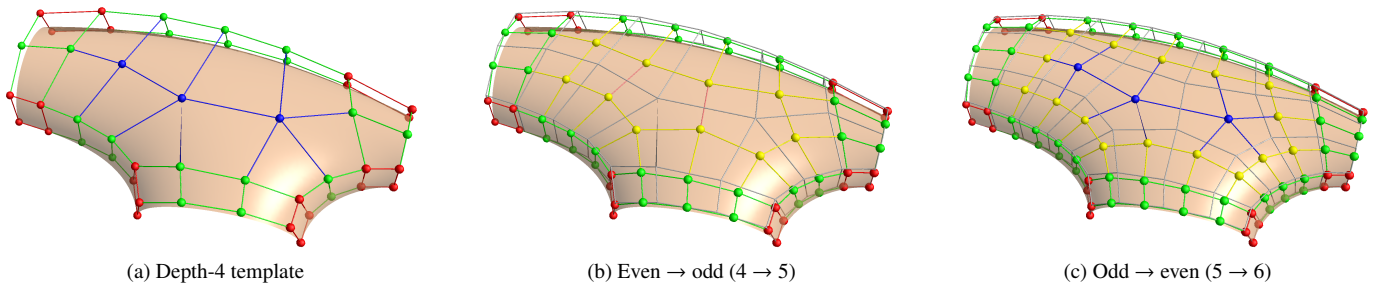 (a) Depth-4 template
(b) Even → odd (4 → 5)
(c) Odd → even (5 → 6)